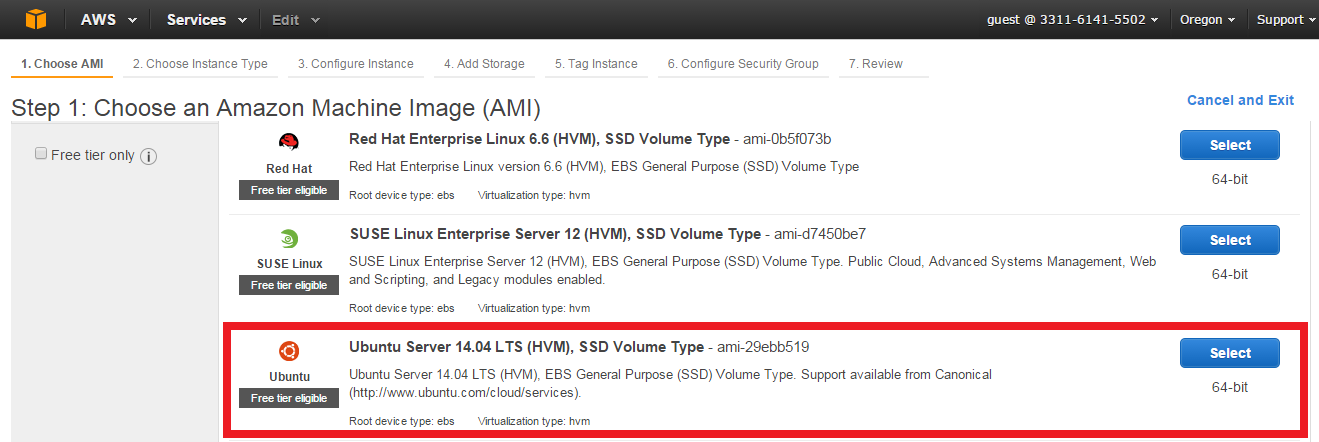 AWS Services Edit guest @ 3311-6141-5502 Oregon Support
1. Choose AMI 2. Choose Instance Type 3. Configure Instance 4. Add Storage 5. Tag Instance 6. Configure Security Group 7. Review
Step 1: Choose an Amazon Machine Image (AMI) Cancel and Exit
Free tier only i
Red Hat
Free tier eligible
Red Hat Enterprise Linux 6.6 (HVM), SSD Volume Type - ami-0b5f073b
Red Hat Enterprise Linux version 6.6 (HVM), EBS General Purpose (SSD) Volume Type
Root device type: ebs Virtualization type: hvm
Select
64-bit
SUSE Linux
Free tier eligible
SUSE Linux Enterprise Server 12 (HVM), SSD Volume Type - ami-d7450be7
SUSE Linux Enterprise Server 12 (HVM), EBS General Purpose (SSD) Volume Type. Public Cloud, Advanced Systems Management, Web
and Scripting, and Legacy modules enabled.
Root device type: ebs Virtualization type: hvm
Select
64-bit
Ubuntu
Free tier eligible
Ubuntu Server 14.04 LTS (HVM), SSD Volume Type - ami-29ebb519
Ubuntu Server 14.04 LTS (HVM), EBS General Purpose (SSD) Volume Type. Support available from Canonical
(http://www.ubuntu.com/cloud/services).
Root device type: ebs Virtualization type: hvm
Select
64-bit